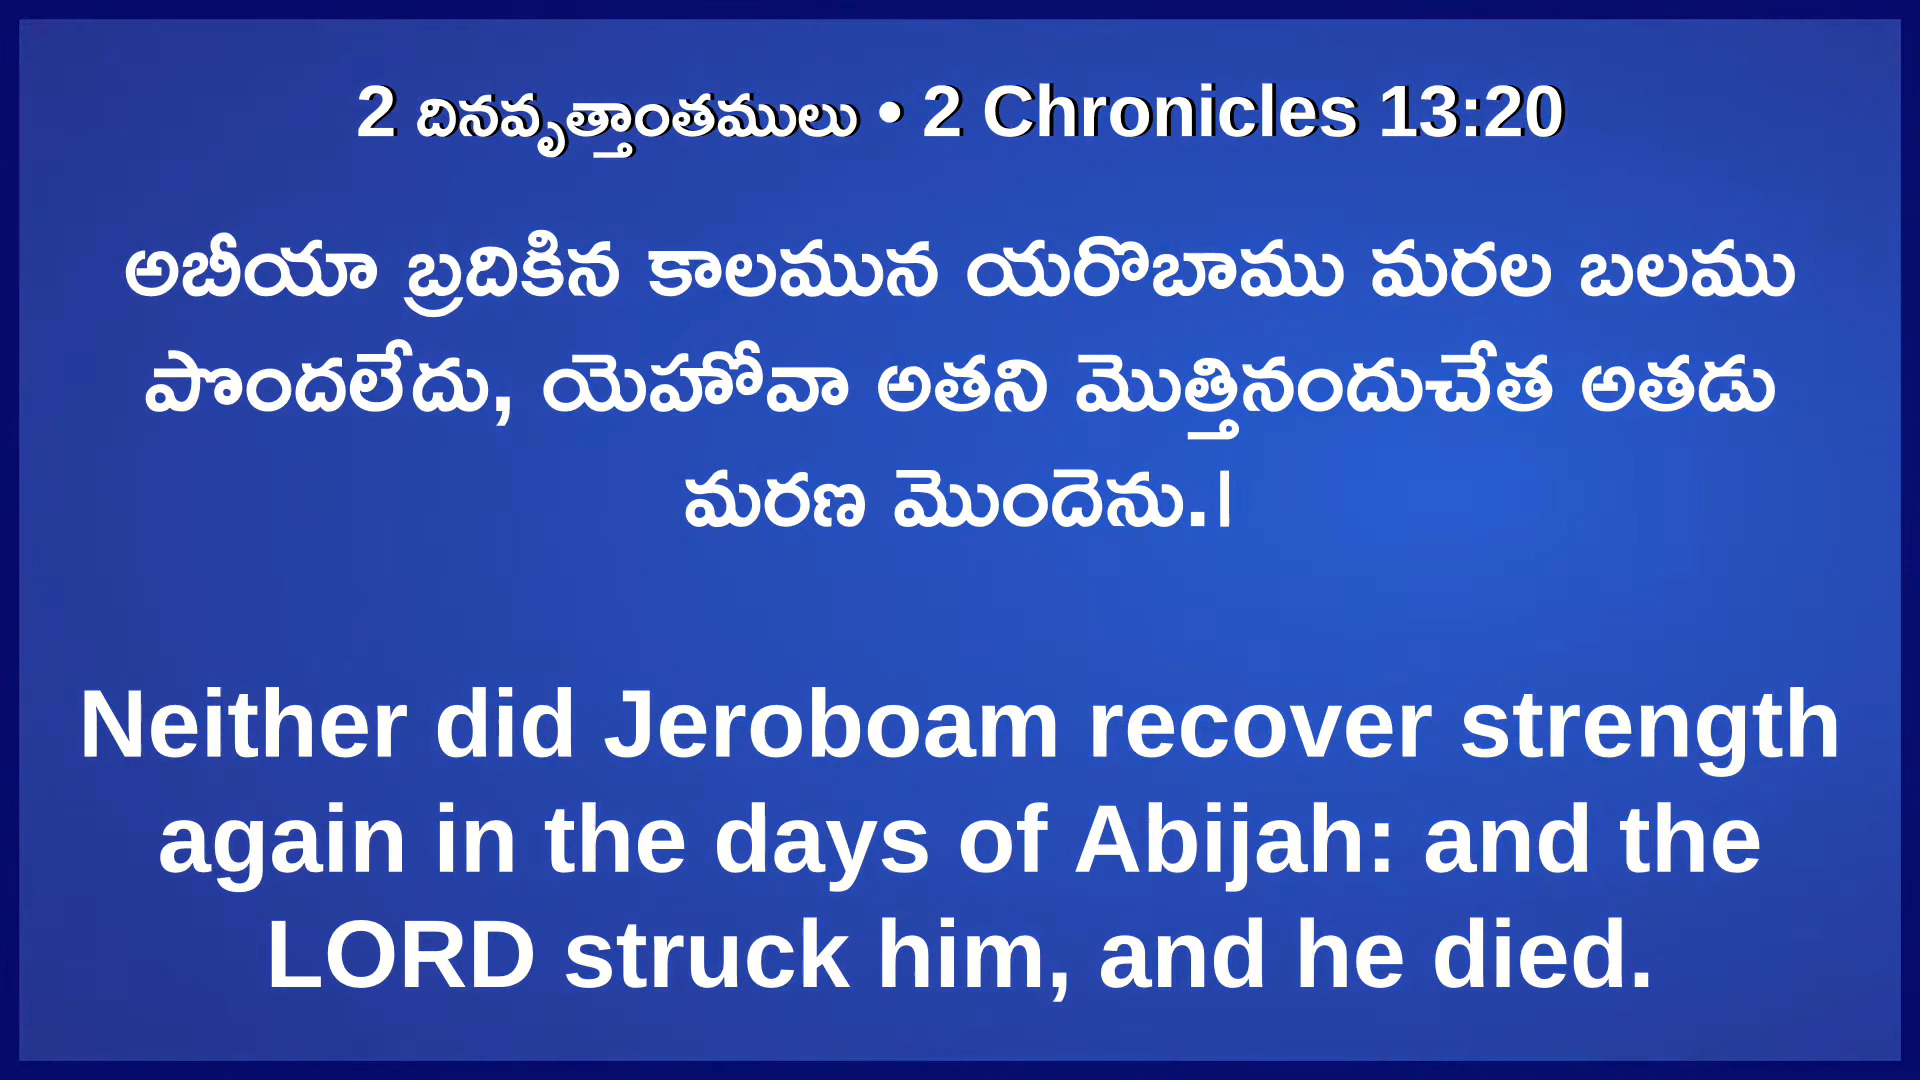 2 దినవృత్తాంతములు • 2 Chronicles 13:20
అబీయా బ్రదికిన కాలమున యరొబాము మరల బలము
పొందలేదు, యెహోవా అతని మొత్తినందుచేత అతడు
మరణ మొందెను.।
Neither did Jeroboam recover strength
again in the days of Abijah: and the
LORD struck him, and he died.